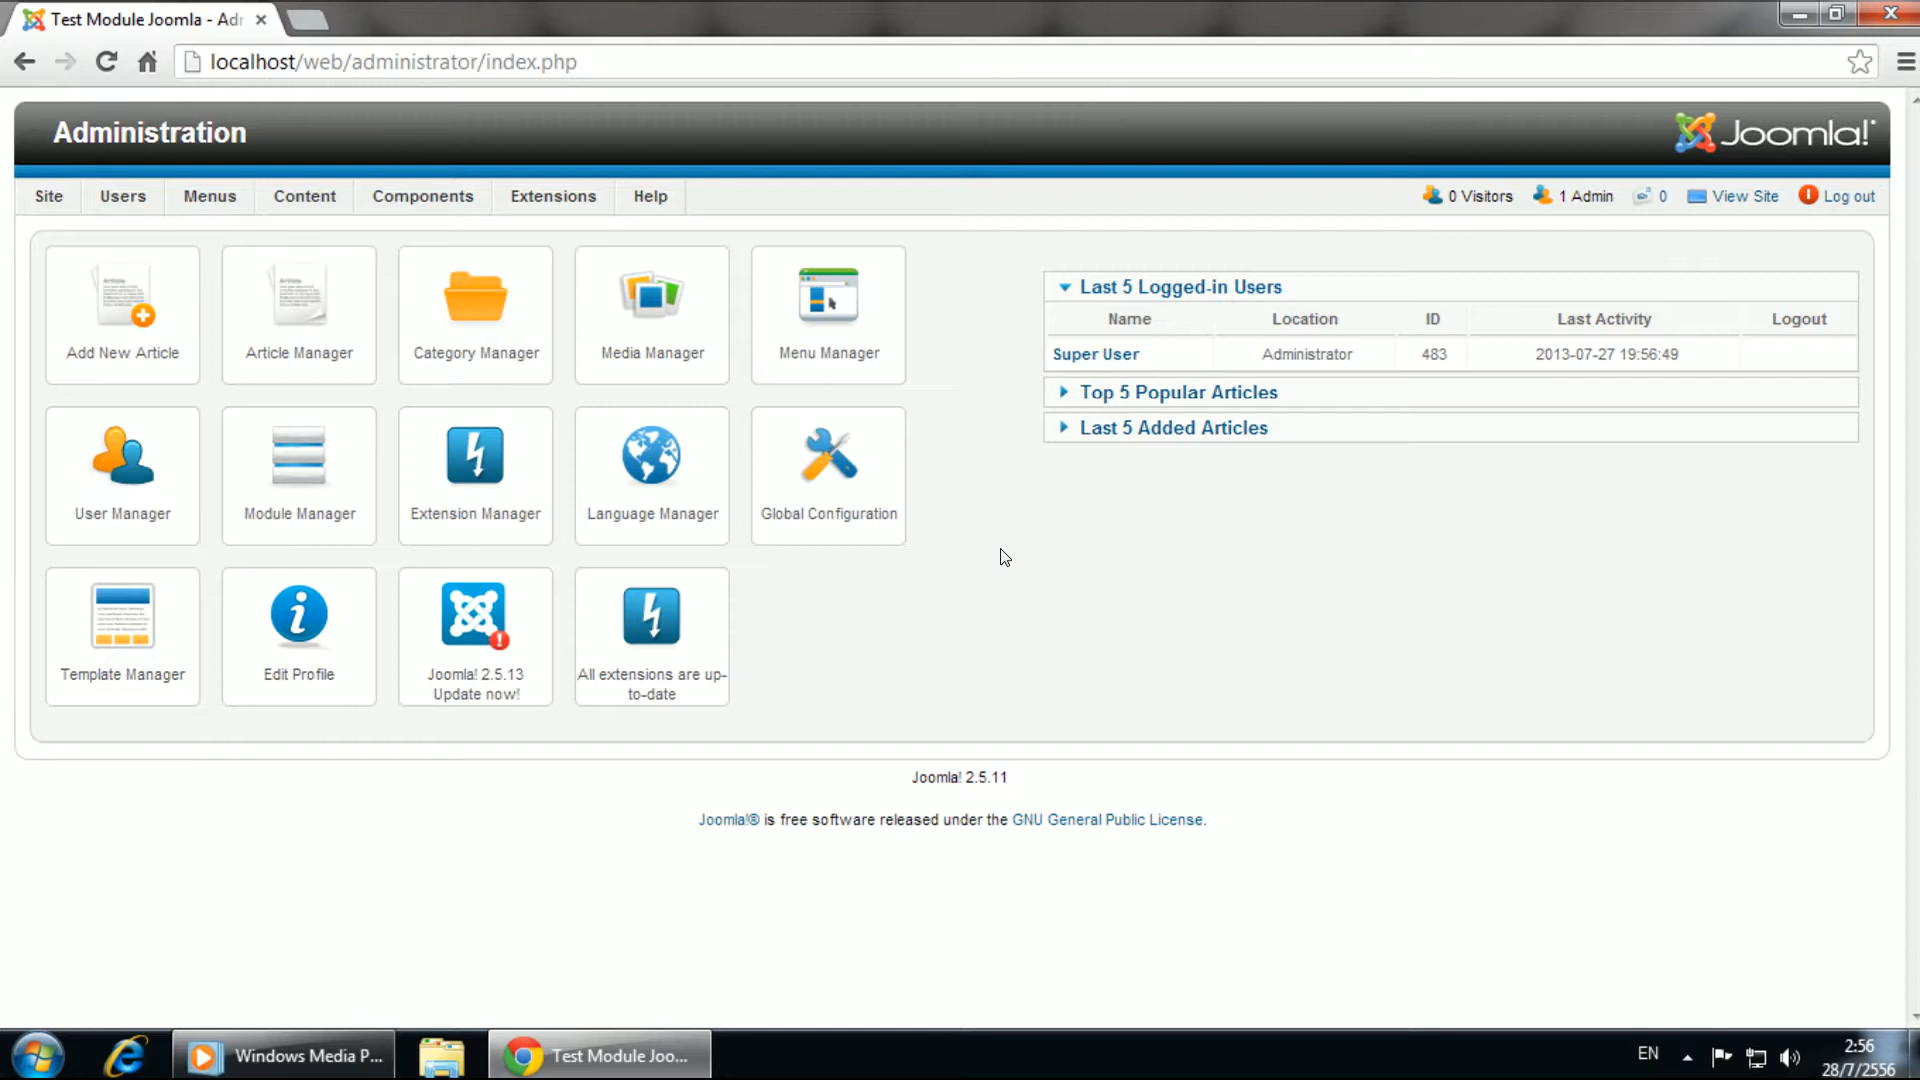 Test Module Joomla - Adr
localhost/web/administrator/index.php
Administration
Joomla!
Site Users Menus Content Components Extensions Help
0 Visitors 1 Admin 0 View Site Log out
Add New Article
Article Manager
Category Manager
Media Manager
Menu Manager
User Manager
Module Manager
Extension Manager
Language Manager
Global Configuration
Template Manager
Edit Profile
Joomla! 2.5.13
Update now!
All extensions are up-
to-date
Last 5 Logged-in Users
Name Location ID Last Activity Logout
Super User Administrator 483 2013-07-27 19:56:49
Top 5 Popular Articles
Last 5 Added Articles
Joomla! 2.5.11
Joomla!® is free software released under the GNU General Public License.
Windows Media P...
Test Module Joo...
EN
2:56
28/7/2556